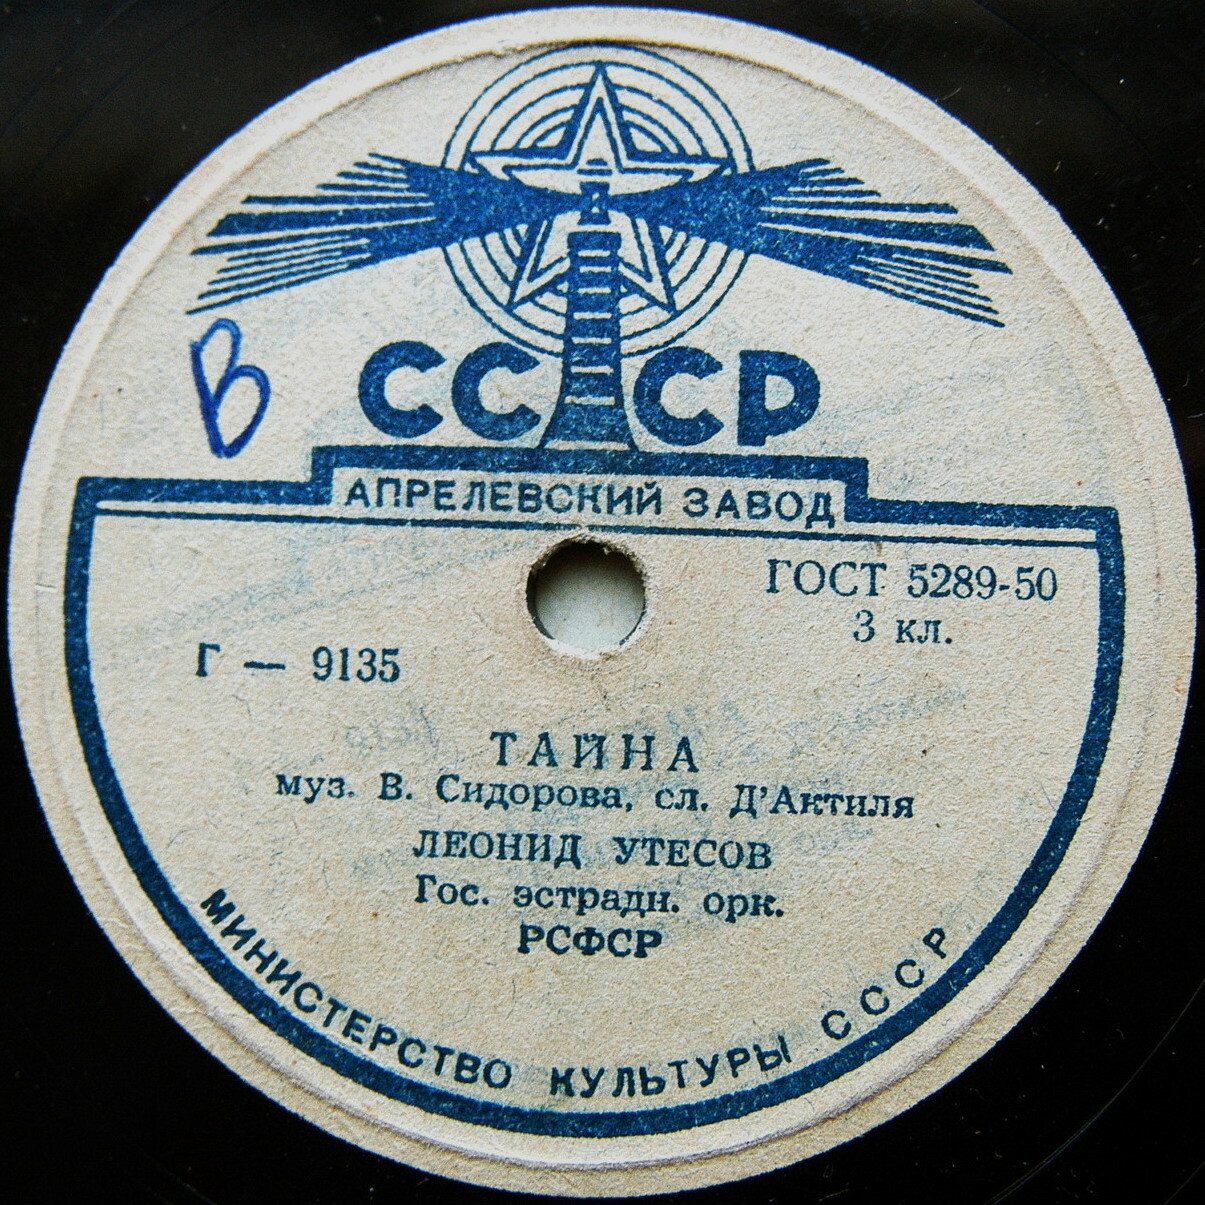 В
СССР
АПРЕЛЕВСКИЙ ЗАВОД
ГОСТ 5289-50
3 кл.
Г — 9135
ТАЙНА
муз. В. Сидорова, сл. Д'Актиля
ЛЕОНИД УТЕСОВ
Гос. эстрадн. орк.
РСФСР
МИНИСТЕРСТВО КУЛЬТУРЫ СССР